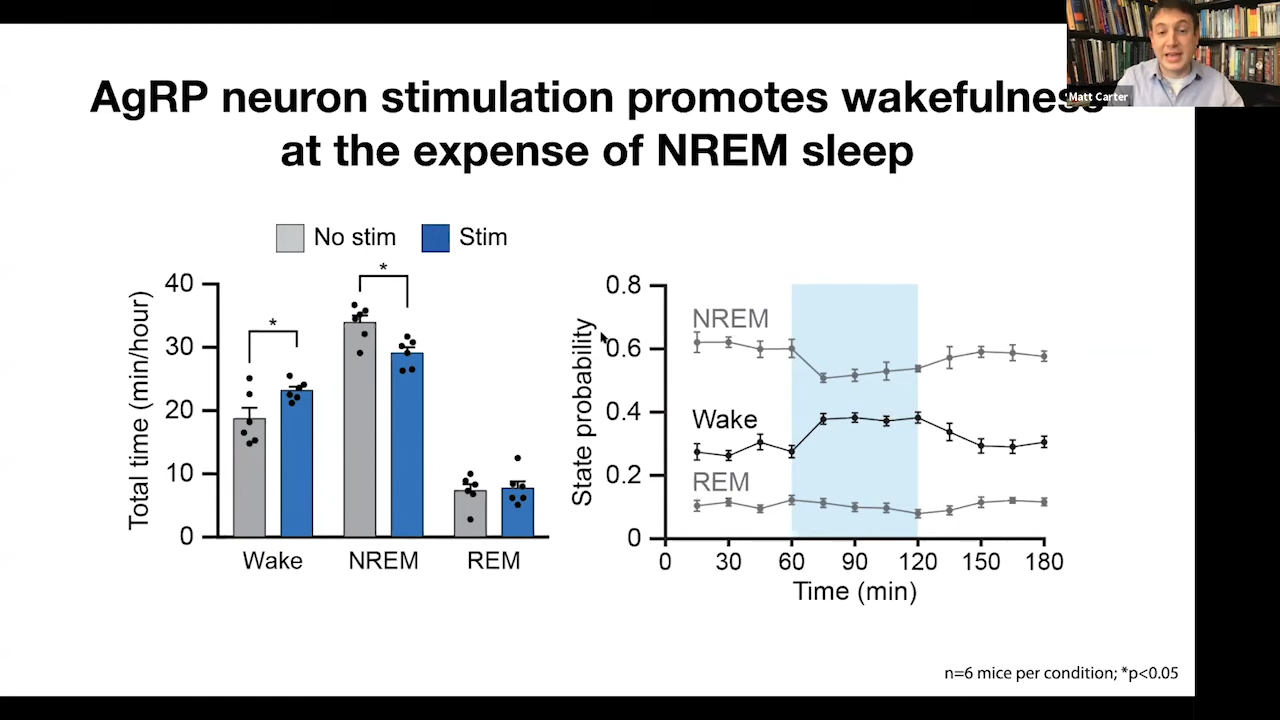 AgRP neuron stimulation promotes wakefulness
at the expense of NREM sleep
Matt Carter
No stim
Stim
Total time (min/hour)
40
30
20
10
0
*
*
Wake
NREM
REM
State probability
0.8
0.6
0.4
0.2
0
NREM
Wake
REM
0
30
60
90
120
150
180
Time (min)
n=6 mice per condition; *p<0.05